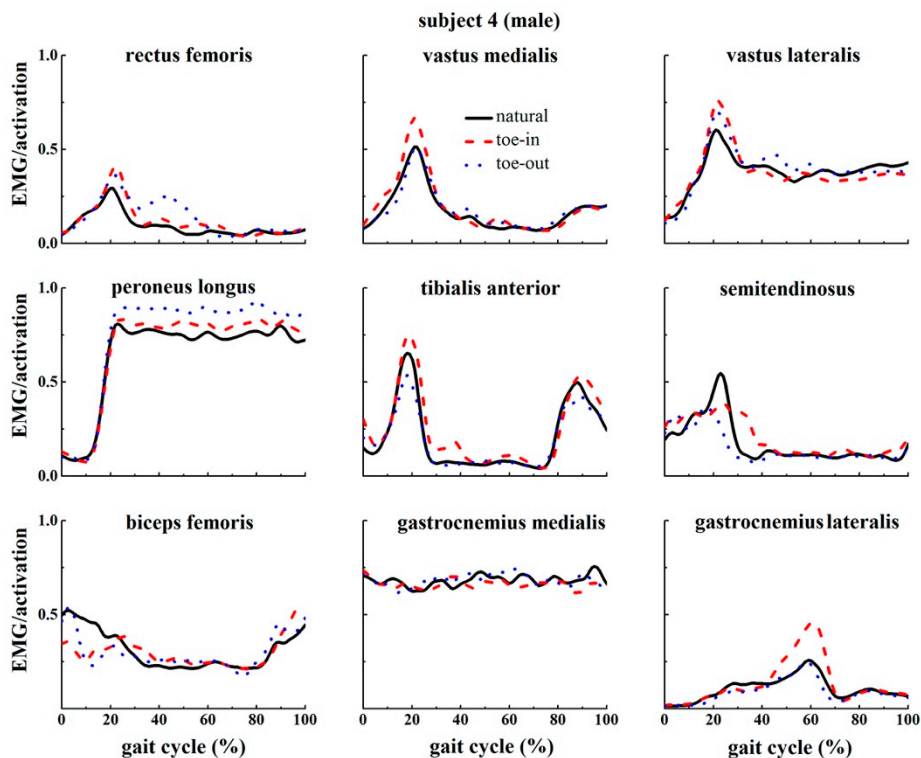 subject 4 (male)
rectus femoris
vastus medialis
vastus lateralis
EMG/activation
1.0
0.5
0.0
natural
toe-in
toe-out
peroneus longus
tibialis anterior
semitendinosus
EMG/activation
1.0
0.5
0.0
biceps femoris
gastrocnemius medialis
gastrocnemius lateralis
EMG/activation
1.0
0.5
0 20 40 60 80 100
0 20 40 60 80 100
0 20 40 60 80 100
gait cycle (%)
gait cycle (%)
gait cycle (%)